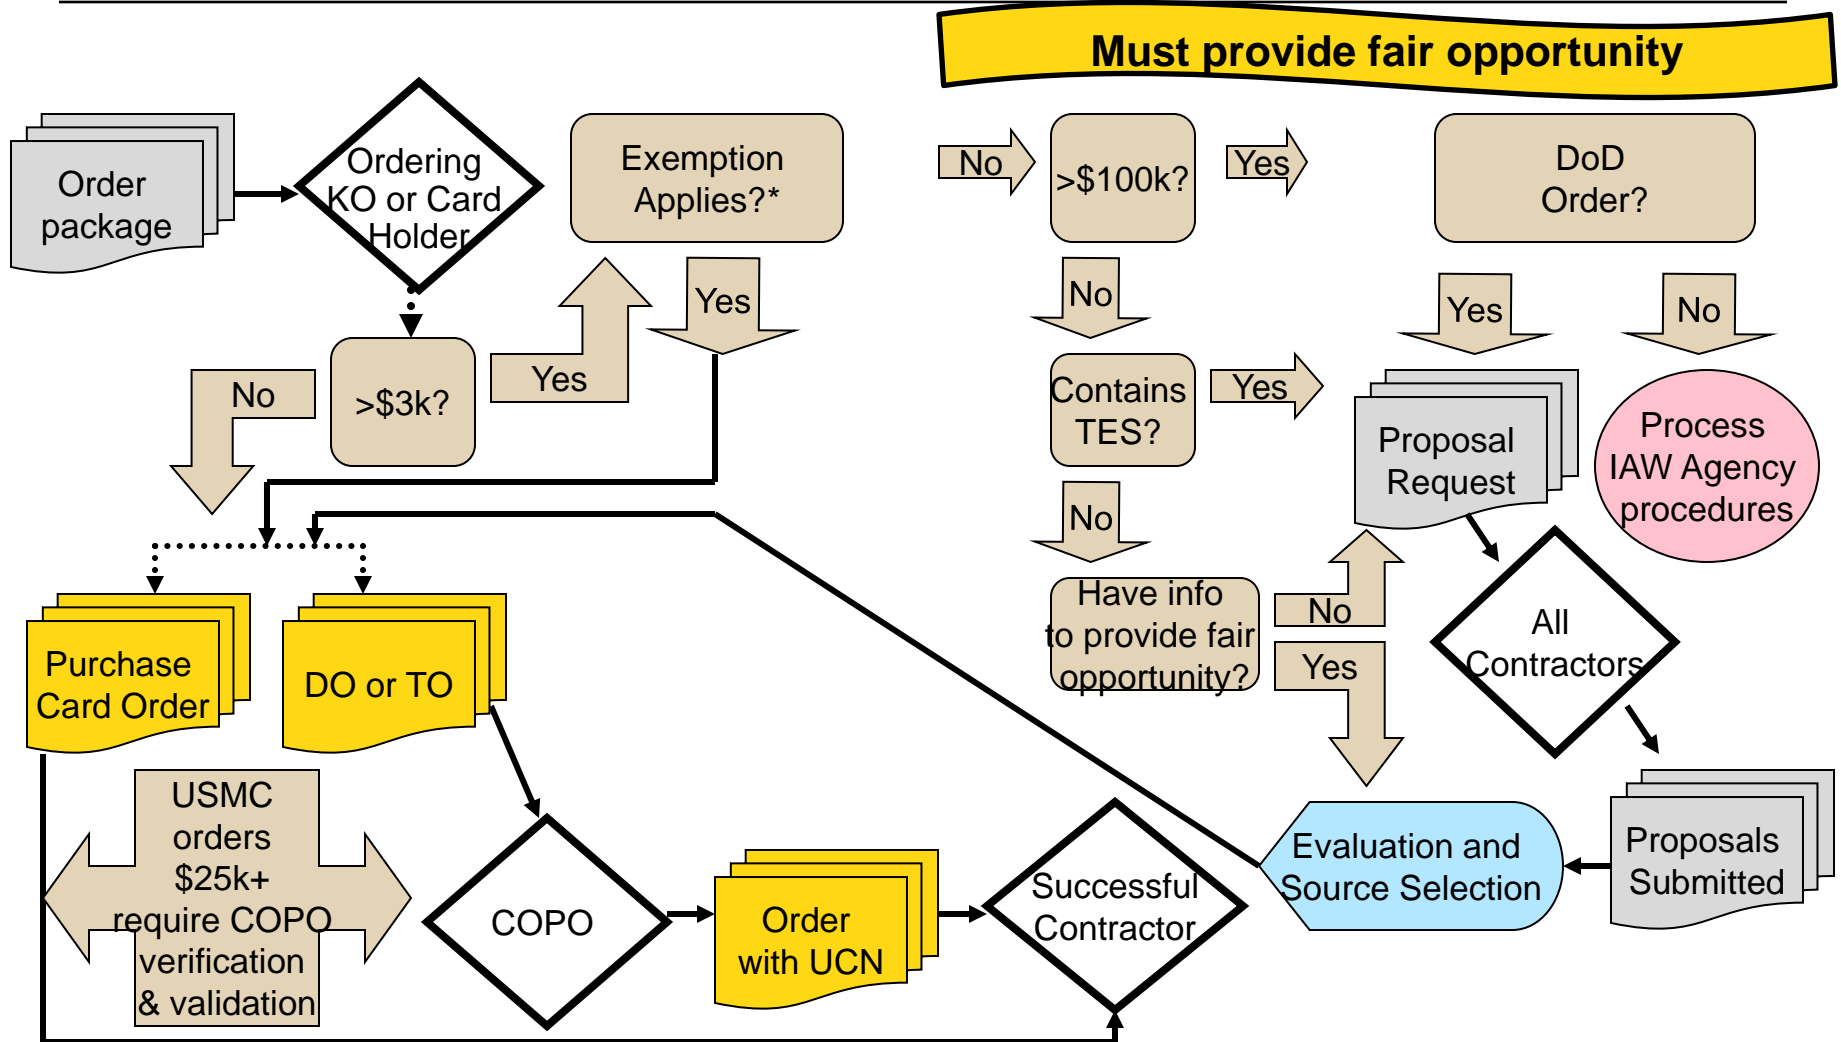 Must provide fair opportunity
Order
package
Ordering
KO or Card
Holder
Exemption
Applies?*
No
>$100k?
Yes
DoD
Order?
Yes
No
Yes
No
No
>$3k?
Yes
Contains
TES?
Yes
Proposal
Request
Process
IAW Agency
procedures
No
Have info
to provide fair
opportunity?
No
Yes
All
Contractors
Purchase
Card Order
DO or TO
USMC
orders
$25k+
require COPO
verification
& validation
COPO
Order
with UCN
Successful
Contractor
Evaluation and
Source Selection
Proposals
Submitted